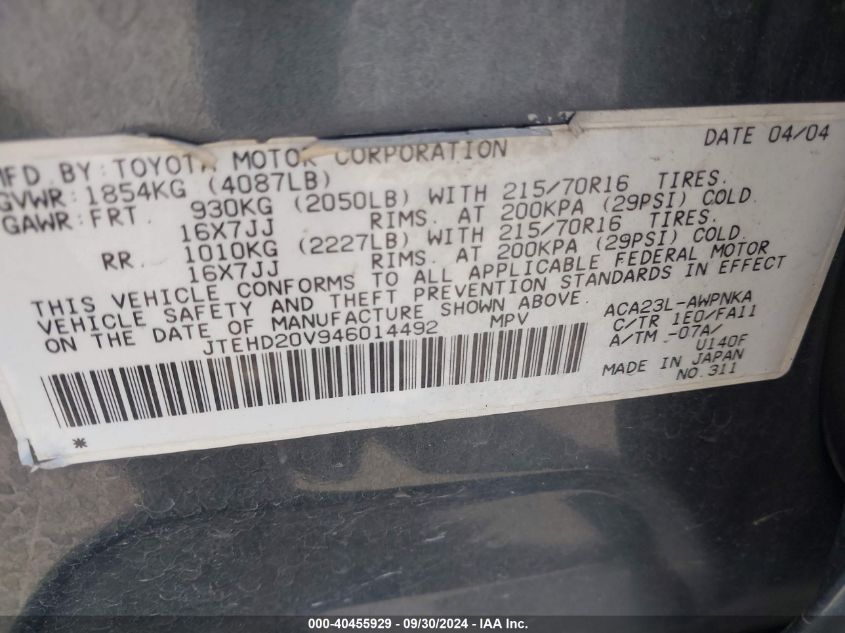 MFD BY:TOYOTA MOTOR CORPORATION DATE 04/04
GVWR:1854KG (4087LB)
GAWR:FRT. 930KG (2050LB) WITH 215/70R16 TIRES.
16X7JJ RIMS. AT 200KPA (29PSI) COLD.
RR. 1010KG (2227LB) WITH 215/70R16 TIRES.
16X7JJ RIMS. AT 200KPA (29PSI) COLD.
THIS VEHICLE CONFORMS TO ALL APPLICABLE FEDERAL MOTOR
VEHICLE SAFETY AND THEFT PREVENTION STANDARDS IN EFFECT
ON THE DATE OF MANUFACTURE SHOWN ABOVE.
JTEHD20V946014492 MPV
ACA23L-AWPNKA
C/TR 1E0/FA11
A/TM -07A/
U140F
MADE IN JAPAN
NO.311
*
000-40455929 - 09/30/2024 - IAA Inc.